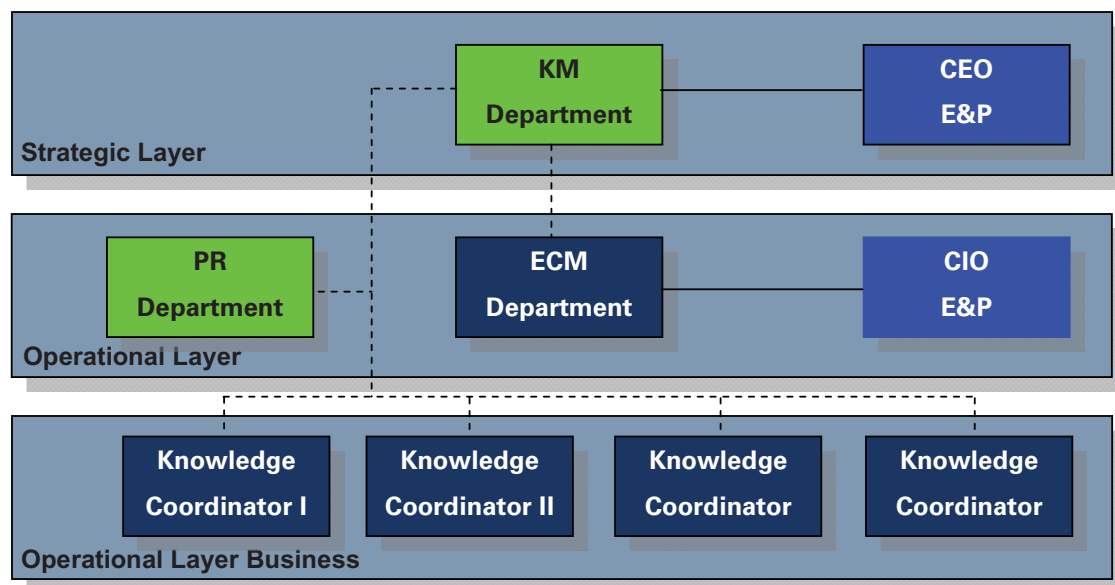 KM
Department
CEO
E&P
Strategic Layer
PR
Department
ECM
Department
CIO
E&P
Operational Layer
Knowledge
Coordinator I
Knowledge
Coordinator II
Knowledge
Coordinator
Knowledge
Coordinator
Operational Layer Business